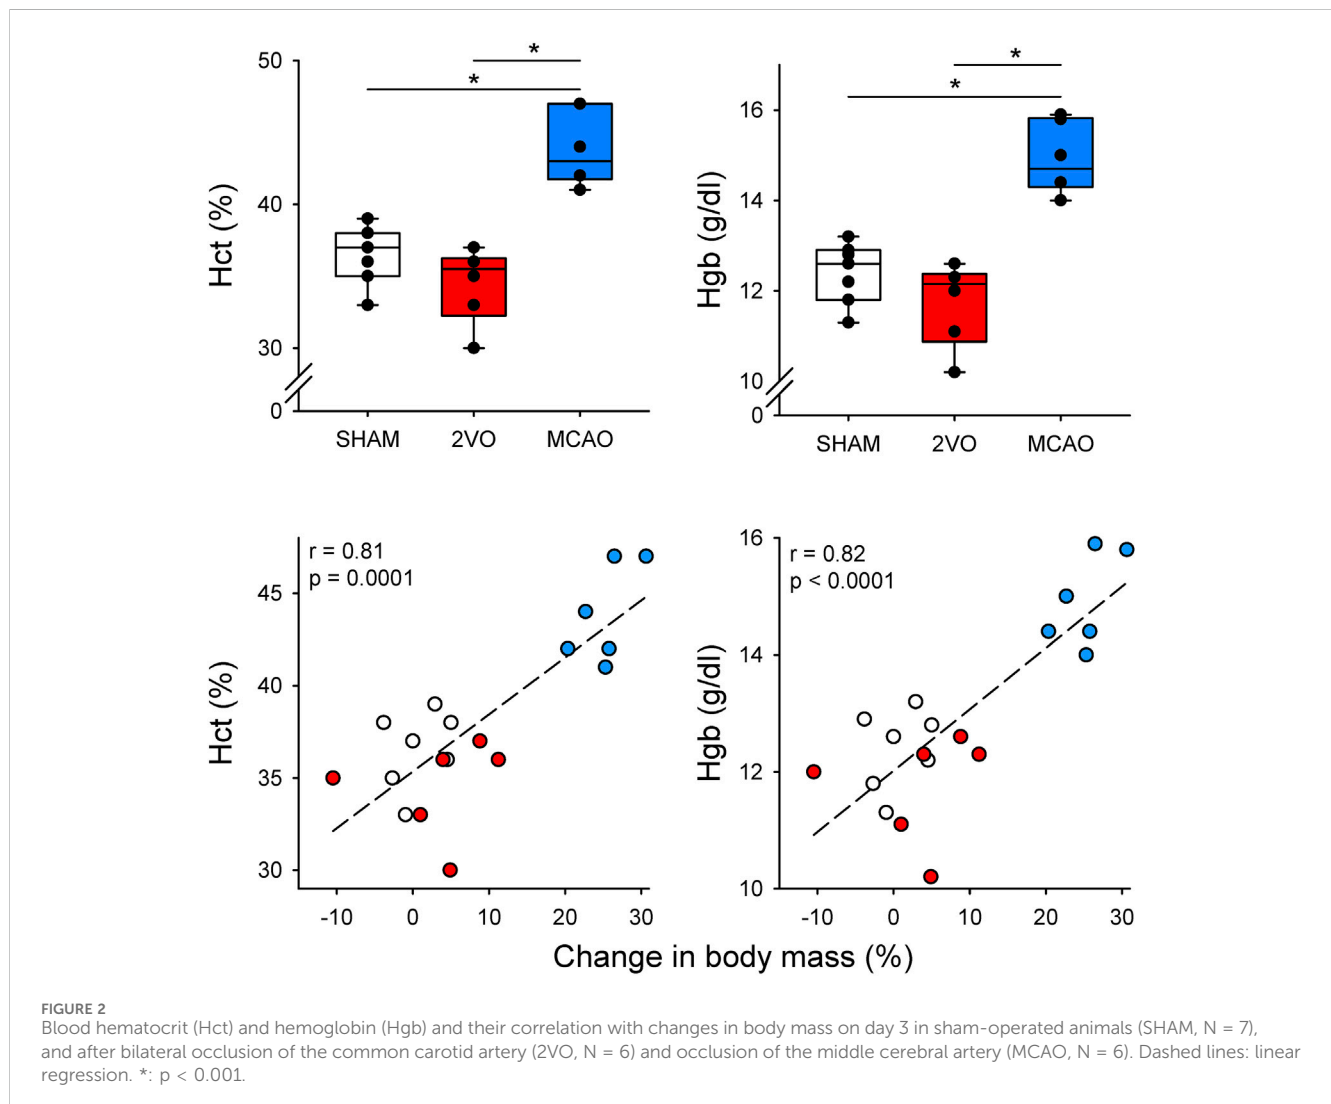 50
40
30
0
Hct (%)
*
*
SHAM
2VO
MCAO
16
14
12
10
0
Hgb (g/dl)
*
*
SHAM
2VO
MCAO
r = 0.81
p = 0.0001
45
40
35
30
Hct (%)
-10
0
10
20
30
r = 0.82
p < 0.0001
16
14
12
10
Hgb (g/dl)
-10
0
10
20
30
Change in body mass (%)
FIGURE 2
Blood hematocrit (Hct) and hemoglobin (Hgb) and their correlation with changes in body mass on day 3 in sham-operated animals (SHAM, N = 7),
and after bilateral occlusion of the common carotid artery (2VO, N = 6) and occlusion of the middle cerebral artery (MCAO, N = 6). Dashed lines: linear
regression. *: p < 0.001.